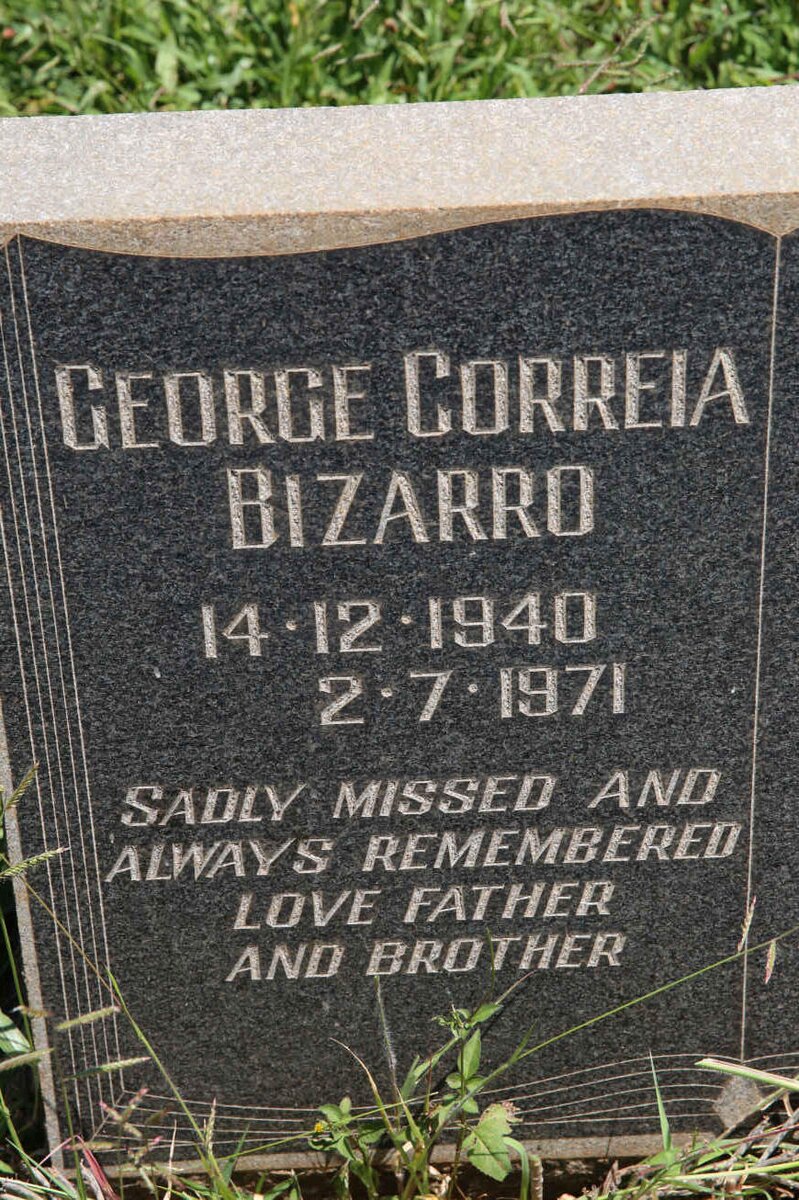 GEORGE CORREIA
BIZARRO
14·12·1940
2·7·1971
SADLY MISSED AND
ALWAYS REMEMBERED
LOVE FATHER
AND BROTHER